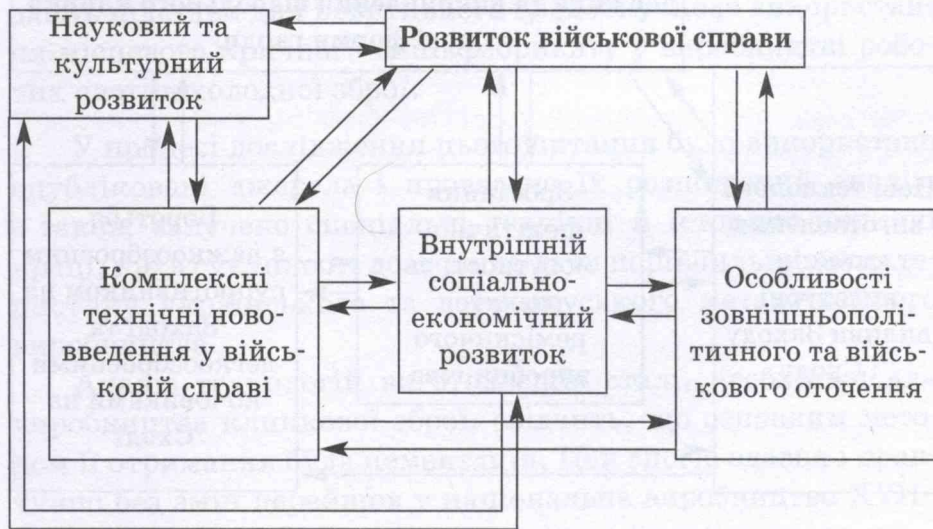 Науковий та
культурний
розвиток
Розвиток військової справи
Комплексні
технічні ново-
введення у війсь-
ковій справі
Внутрішній
соціально-
економічний
розвиток
Особливості
зовнішньополі-
тичного та війсь-
кового оточення